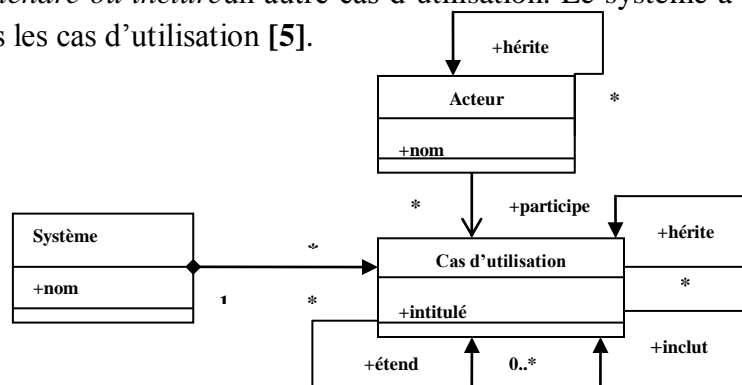 ou inclure un autre cas d'utilisation. Le système a
les cas d'utilisation [5].
+hérite
Acteur
*
+nom
* +participe
Système
+hérite
* Cas d'utilisation
+nom
*
1 * +intitulé
+inclut
+étend 0..*